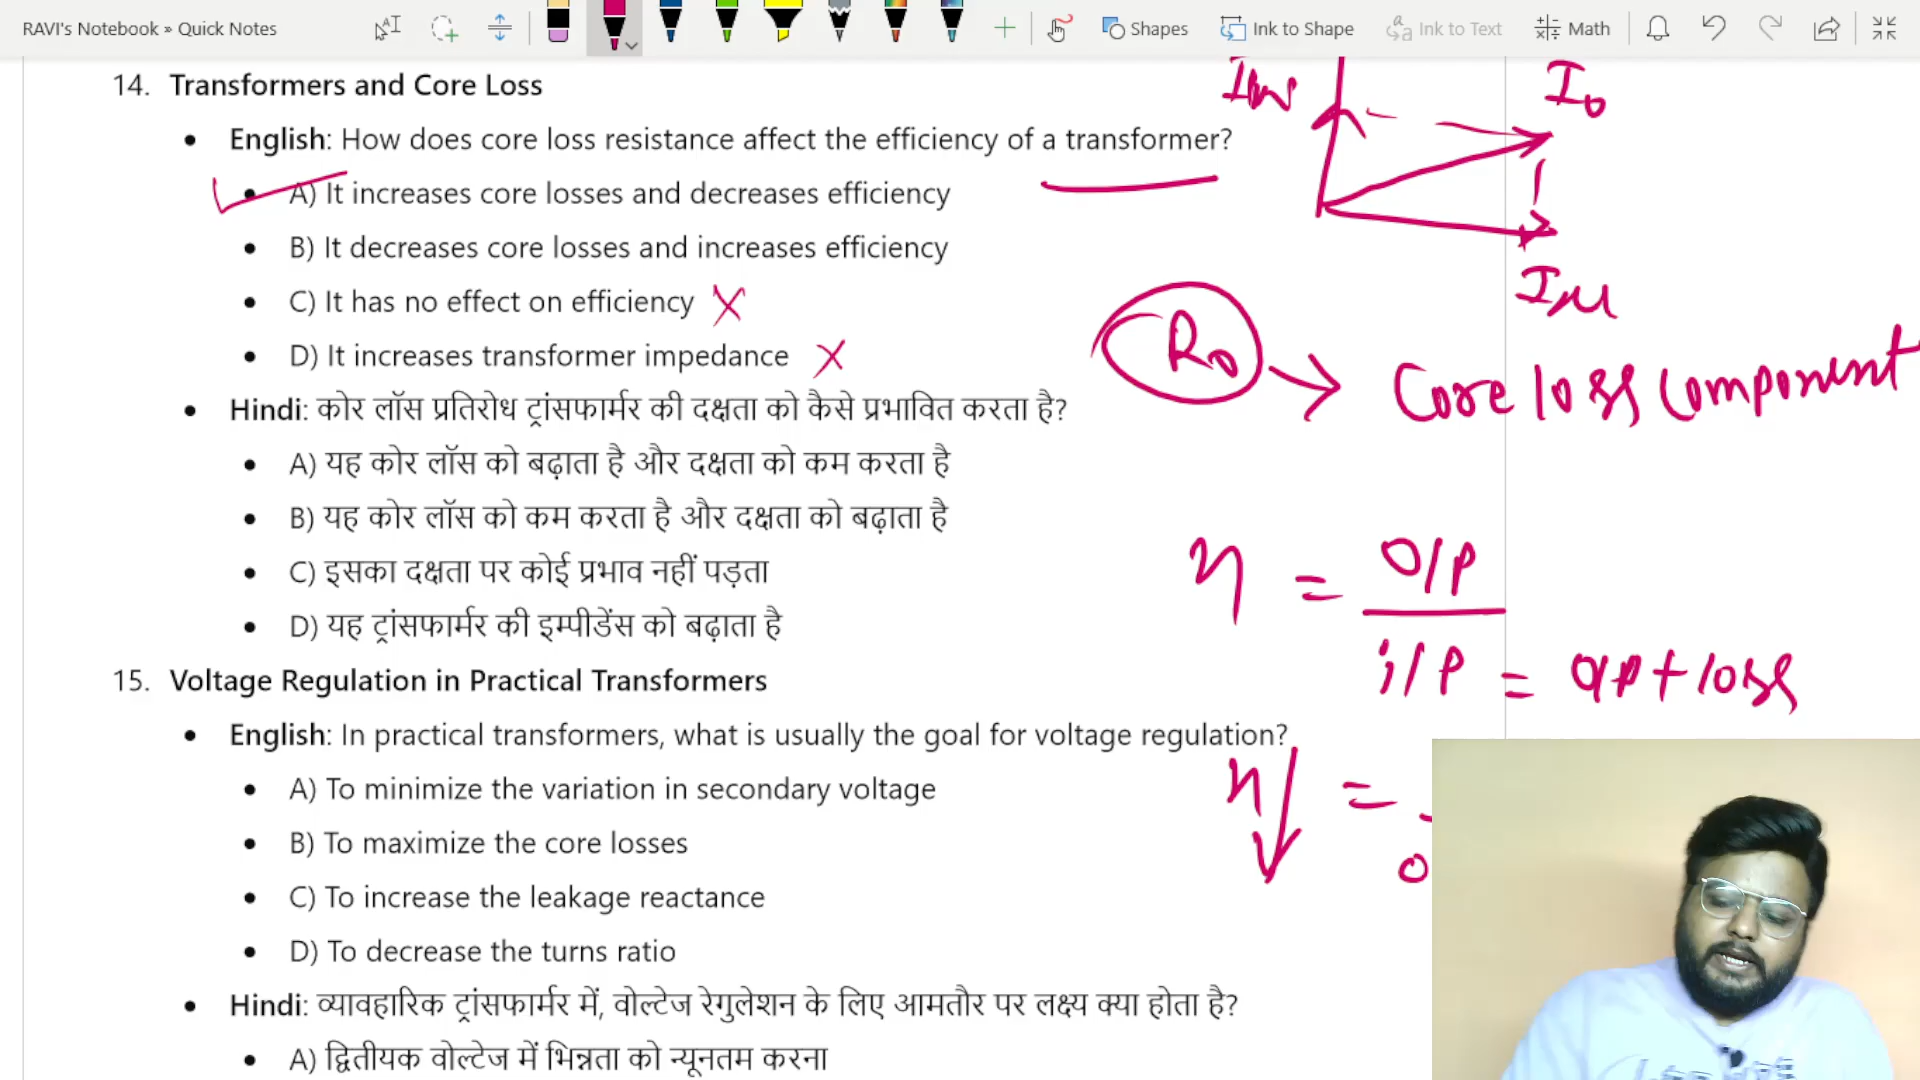 RAVI's Notebook » Quick Notes
Shapes
Ink to Shape
Ink to Text
Math
14. Transformers and Core Loss
English: How does core loss resistance affect the efficiency of a transformer?
A) It increases core losses and decreases efficiency
B) It decreases core losses and increases efficiency
C) It has no effect on efficiency
D) It increases transformer impedance
Hindi: कोर लॉस प्रतिरोध ट्रांसफार्मर की दक्षता को कैसे प्रभावित करता है?
A) यह कोर लॉस को बढ़ाता है और दक्षता को कम करता है
B) यह कोर लॉस को कम करता है और दक्षता को बढ़ाता है
C) इसका दक्षता पर कोई प्रभाव नहीं पड़ता
D) यह ट्रांसफार्मर की इम्पीडेंस को बढ़ाता है
15. Voltage Regulation in Practical Transformers
English: In practical transformers, what is usually the goal for voltage regulation?
A) To minimize the variation in secondary voltage
B) To maximize the core losses
C) To increase the leakage reactance
D) To decrease the turns ratio
Hindi: व्यावहारिक ट्रांसफार्मर में, वोल्टेज रेगुलेशन के लिए आमतौर पर लक्ष्य क्या होता है?
A) द्वितीयक वोल्टेज में भिन्नता को न्यूनतम करना
Iw
I0
Iμ
R0 → Core loss component
η = O/P
i/P = O/P + loss
η ↓ =